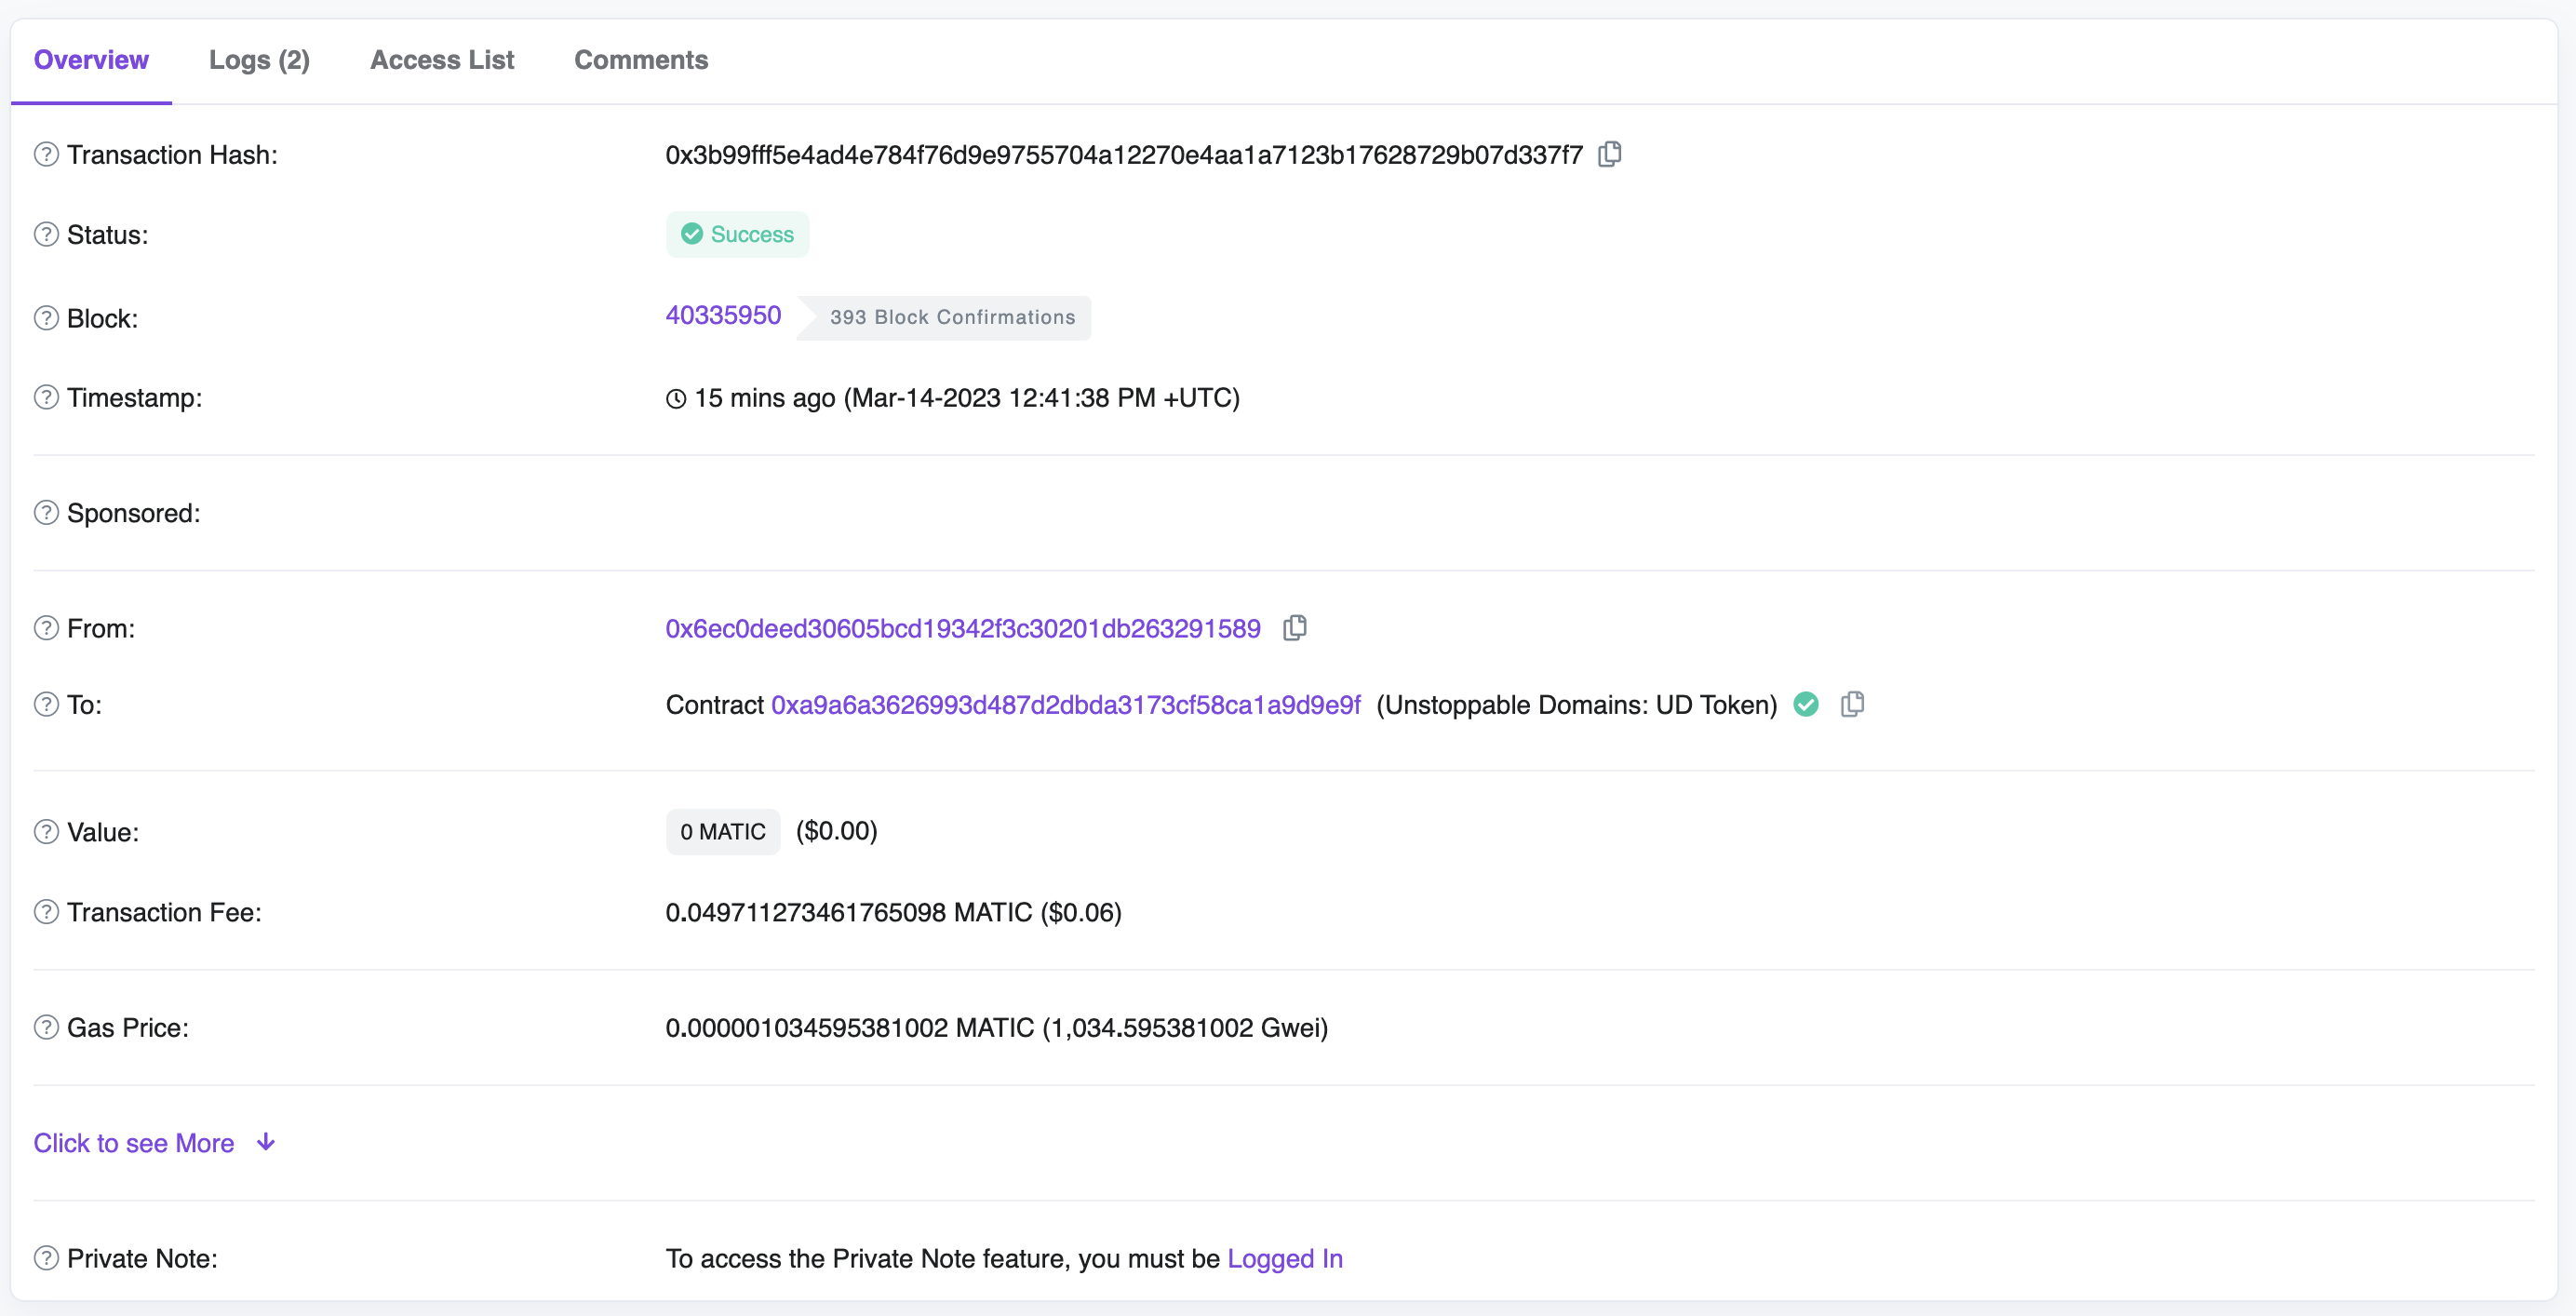 Overview Logs (2) Access List Comments
Transaction Hash: 0x3b99fff5e4ad4e784f76d9e9755704a12270e4aa1a7123b17628729b07d337f7
Status: Success
Block: 40335950 393 Block Confirmations
Timestamp: 15 mins ago (Mar-14-2023 12:41:38 PM +UTC)
Sponsored:
From: 0x6ec0deed30605bcd19342f3c30201db263291589
To: Contract 0xa9a6a3626993d487d2dbda3173cf58ca1a9d9e9f (Unstoppable Domains: UD Token)
Value: 0 MATIC ($0.00)
Transaction Fee: 0.049711273461765098 MATIC ($0.06)
Gas Price: 0.000001034595381002 MATIC (1,034.595381002 Gwei)
Click to see More
Private Note: To access the Private Note feature, you must be Logged In